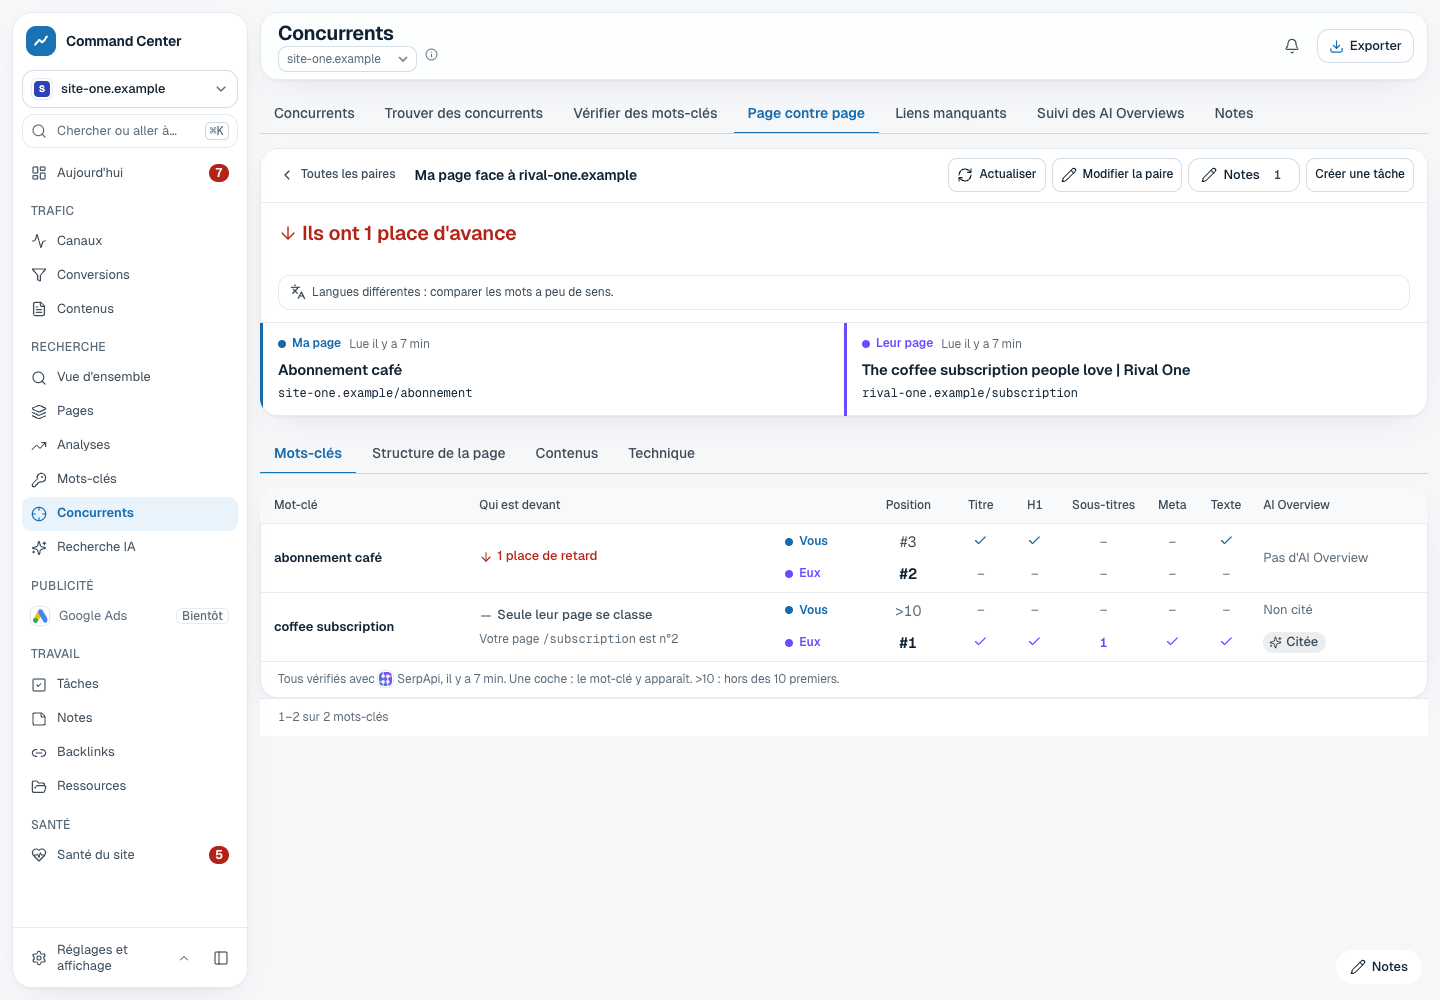 Command Center
S site-one.example
Chercher ou aller à… ⌘K
Aujourd'hui 7
TRAFIC
Canaux
Conversions
Contenus
RECHERCHE
Vue d'ensemble
Pages
Analyses
Mots-clés
Concurrents
Recherche IA
PUBLICITÉ
Google Ads Bientôt
TRAVAIL
Tâches
Notes
Backlinks
Ressources
SANTÉ
Santé du site 5
Réglages et
affichage
Concurrents
site-one.example
Exporter
Concurrents Trouver des concurrents Vérifier des mots-clés Page contre page Liens manquants Suivi des AI Overviews Notes
Toutes les paires Ma page face à rival-one.example Actualiser Modifier la paire Notes 1 Créer une tâche
Ils ont 1 place d'avance
Langues différentes : comparer les mots a peu de sens.
Ma page Lue il y a 7 min
Abonnement café
site-one.example/abonnement
Leur page Lue il y a 7 min
The coffee subscription people love | Rival One
rival-one.example/subscription
Mots-clés Structure de la page Contenus Technique
Mot-clé Qui est devant Position Titre H1 Sous-titres Meta Texte AI Overview
abonnement café 1 place de retard Pas d'AI Overview
Vous #3 – –
Eux #2 – – – – –
coffee subscription — Seule leur page se classe
Votre page /subscription est n°2
Vous >10 – – – – – Non cité
Eux #1 1 Citée
Tous vérifiés avec SerpApi, il y a 7 min. Une coche : le mot-clé y apparaît. >10 : hors des 10 premiers.
1–2 sur 2 mots-clés
Notes